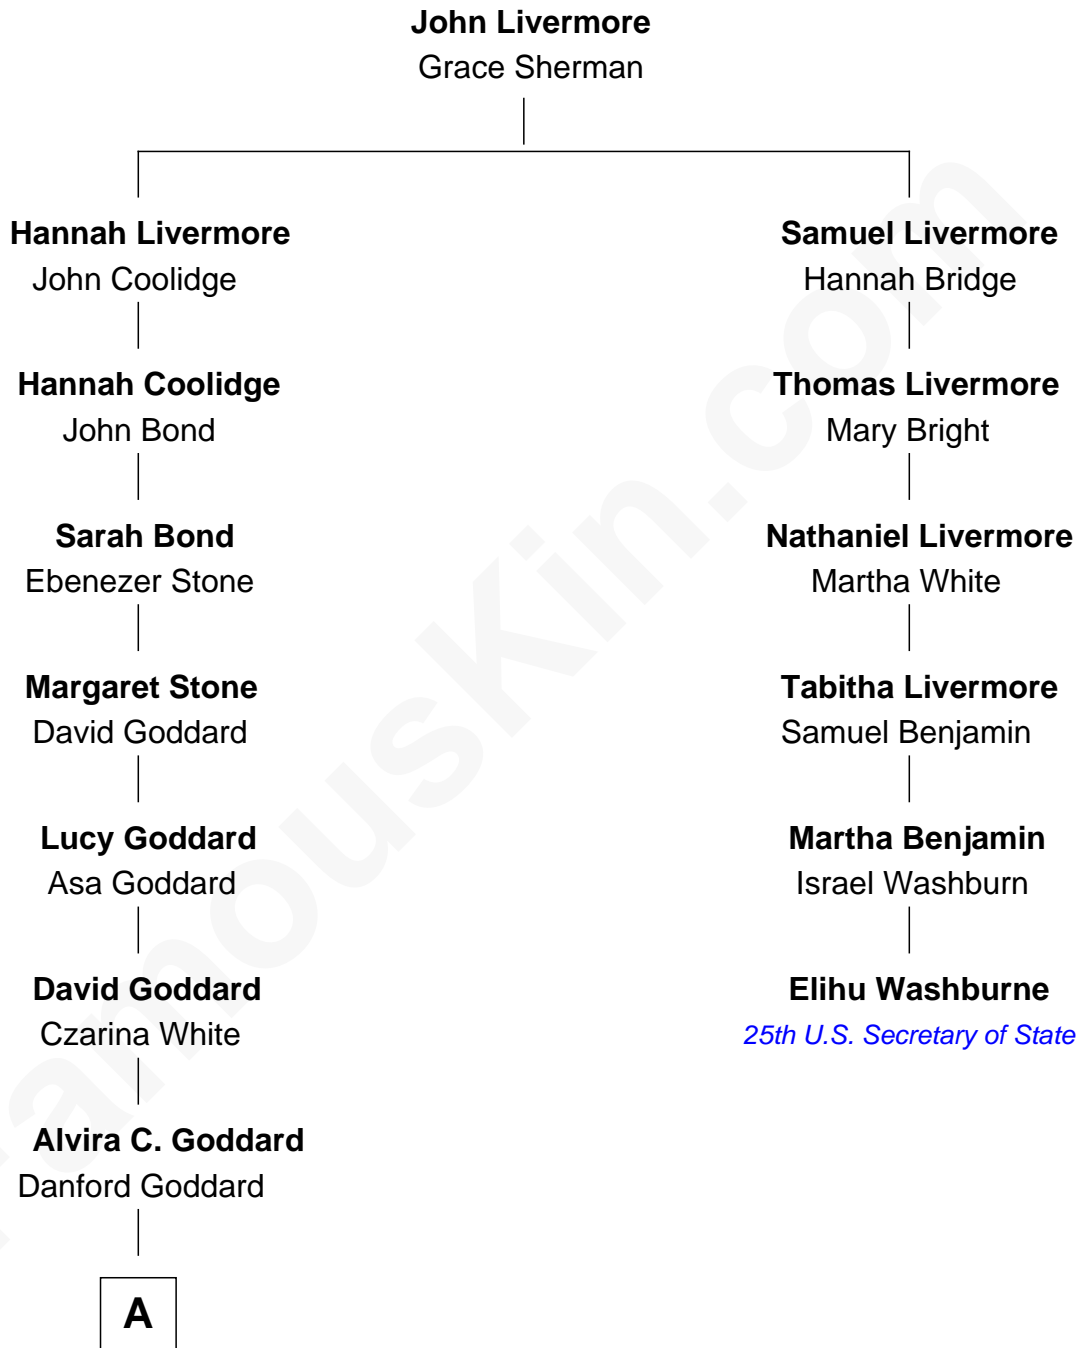 John Livermore
Grace Sherman
Hannah Livermore
John Coolidge
Hannah Coolidge
John Bond
Sarah Bond
Ebenezer Stone
Margaret Stone
David Goddard
Lucy Goddard
Asa Goddard
David Goddard
Czarina White
Alvira C. Goddard
Danford Goddard
A
Samuel Livermore
Hannah Bridge
Thomas Livermore
Mary Bright
Nathaniel Livermore
Martha White
Tabitha Livermore
Samuel Benjamin
Martha Benjamin
Israel Washburn
Elihu Washburne
25th U.S. Secretary of State
FamousKin.com